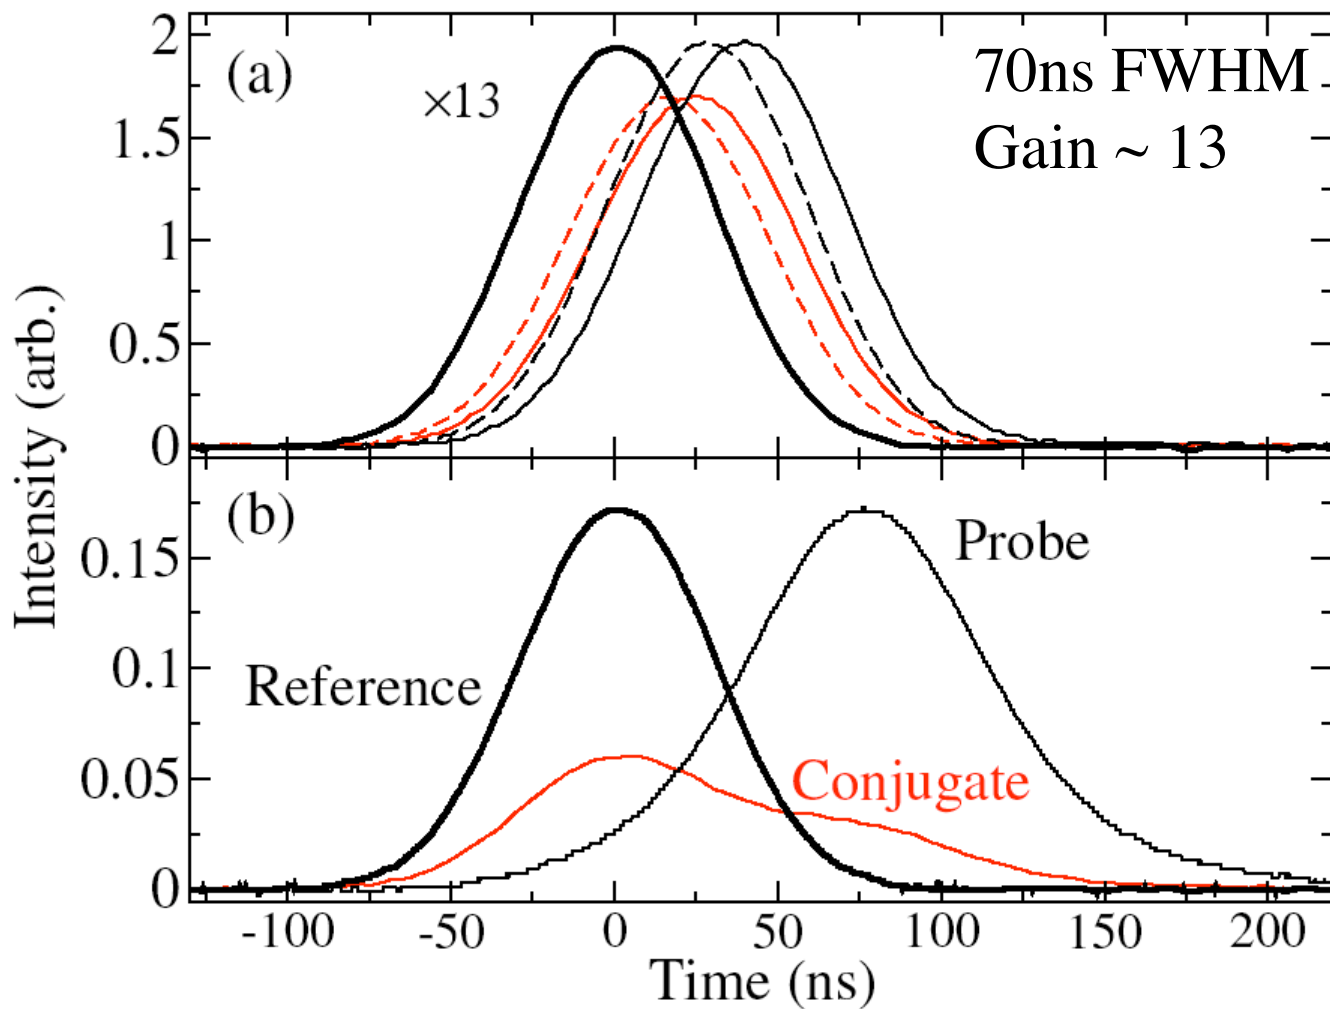 (a)
×13
70ns FWHM
Gain ~ 13
2
1.5
1
0.5
0
Intensity (arb.)
(b)
Probe
Reference
Conjugate
0.15
0.1
0.05
0
-100 -50 0 50 100 150 200
Time (ns)